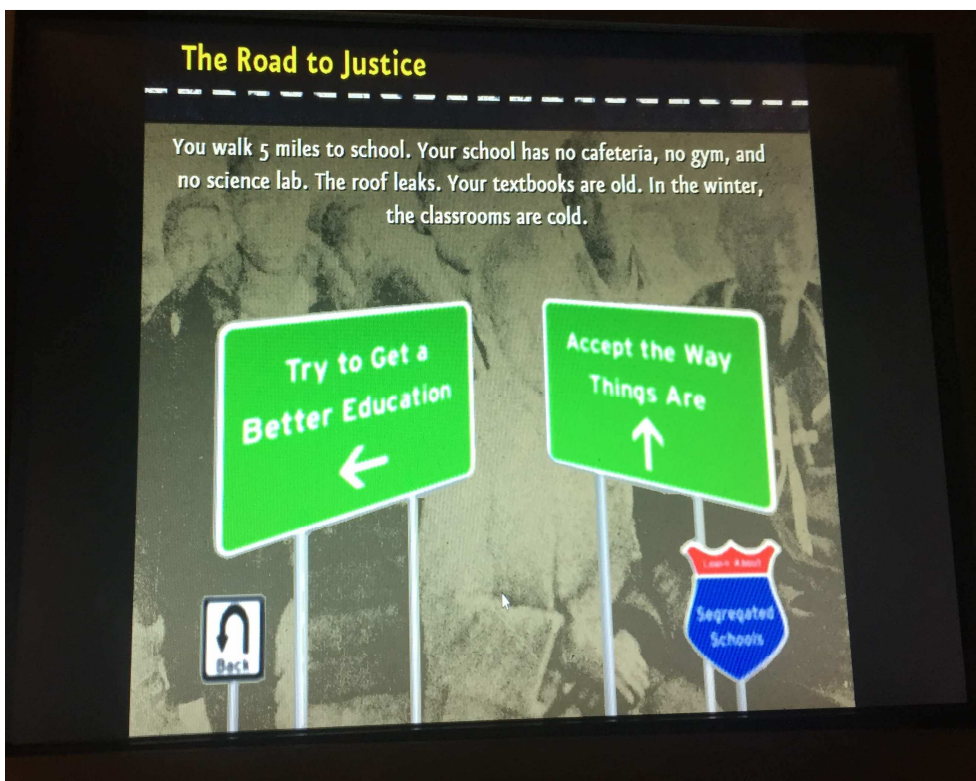 The Road to Justice
You walk 5 miles to school. Your school has no cafeteria, no gym, and
no science lab. The roof leaks. Your textbooks are old. In the winter,
the classrooms are cold.
Try to Get a
Better Education
Accept the Way
Things Are
Learn About
Segregated
Schools
Back